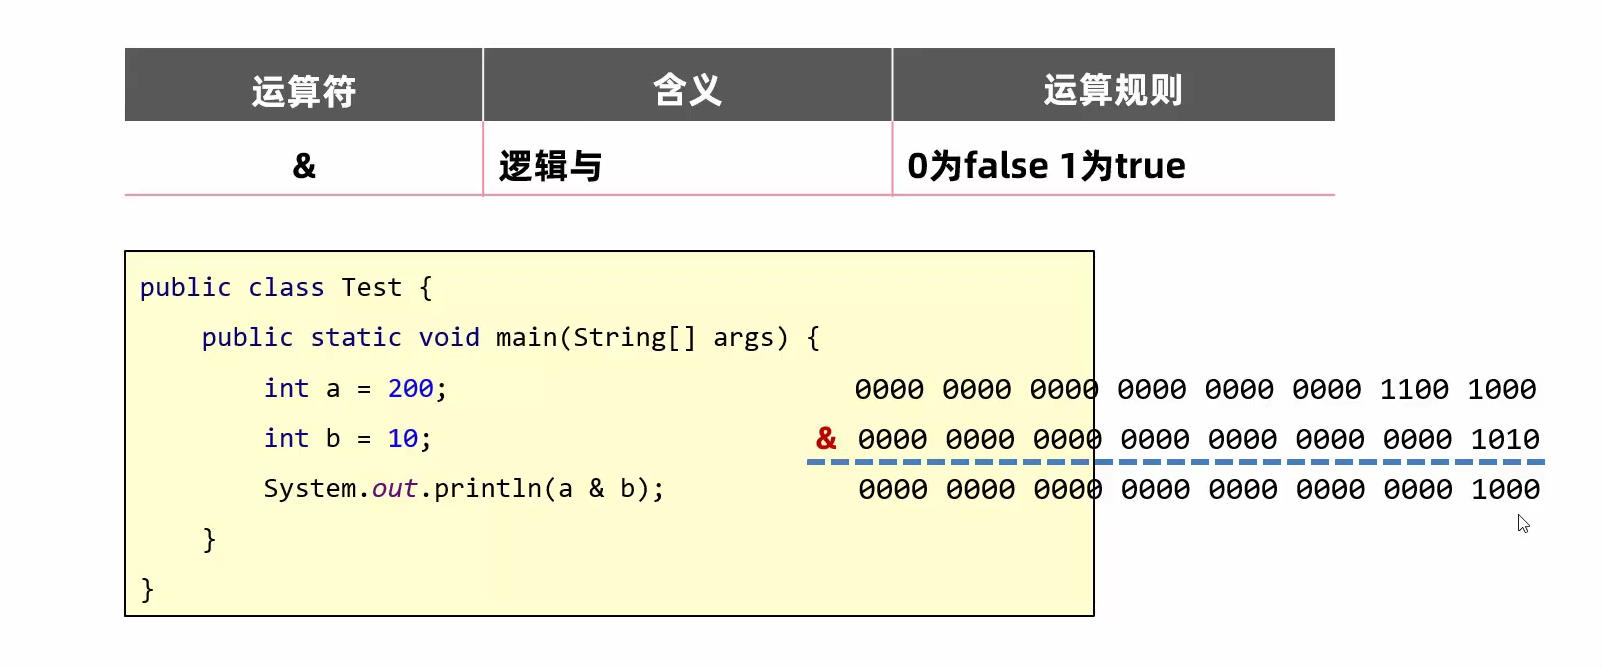 运算符 含义 运算规则
& 逻辑与 0为false 1为true
public class Test {
public static void main(String[] args) {
int a = 200; 0000 0000 0000 0000 0000 0000 1100 1000
int b = 10; & 0000 0000 0000 0000 0000 0000 0000 1010
System.out.println(a & b); 0000 0000 0000 0000 0000 0000 0000 1000
}
}